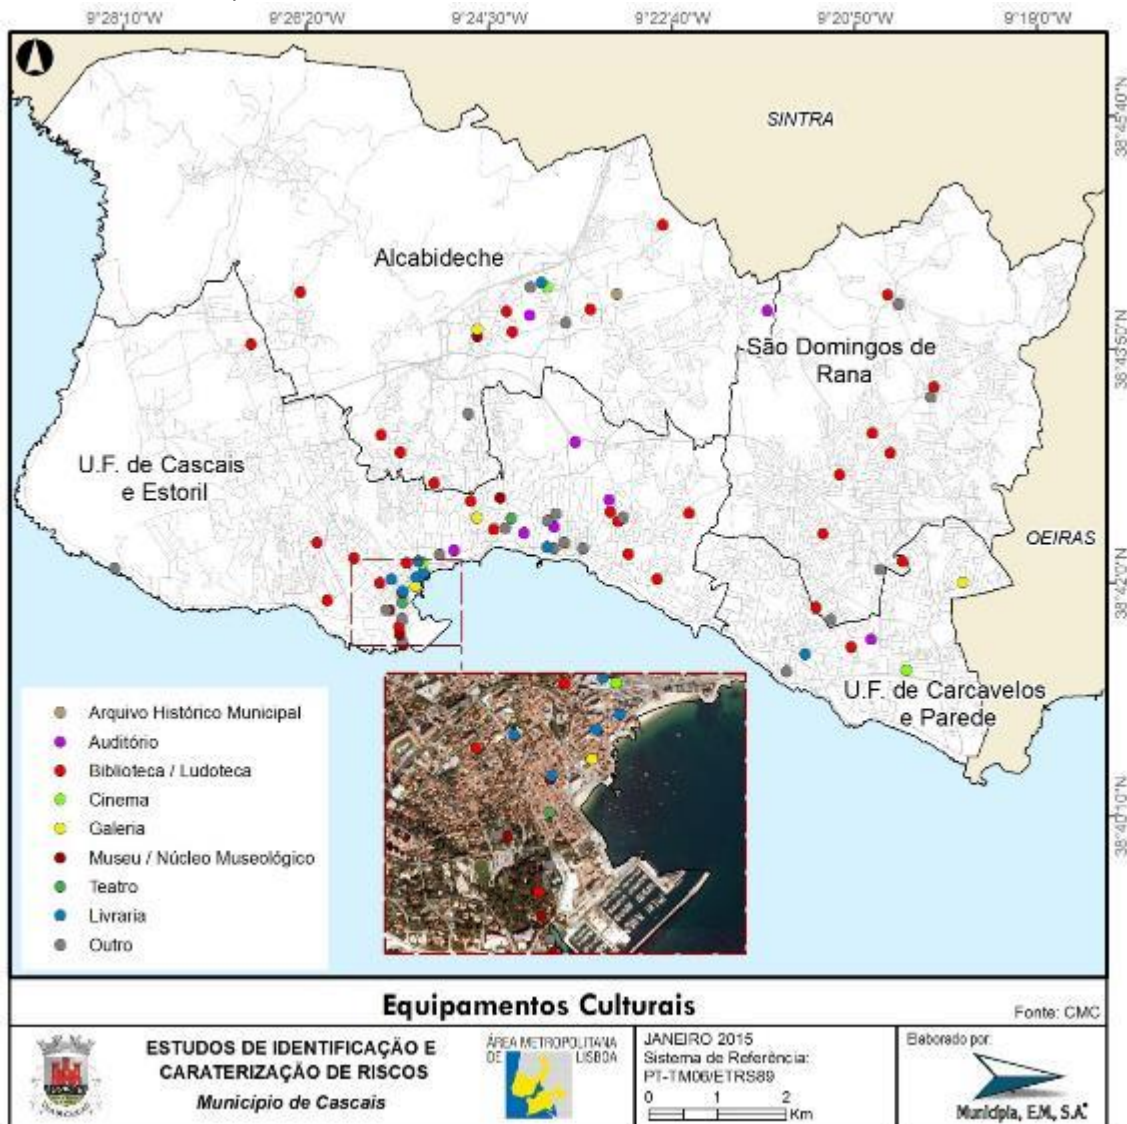 9°28'10"W
9°26'20"W
9°24'30"W
9°22'40"W
9°20'50"W
9°18'0"W
38°45'40"N
SINTRA
Alcabideche
38°43'50"N
São Domingos de
Rana
U.F. de Cascais
e Estoril
OEIRAS
38°42'0"N
U.F. de Carcavelos
e Parede
38°40'10"N
Arquivo Histórico Municipal
Auditório
Biblioteca / Ludoteca
Cinema
Galeria
Museu / Núcleo Museológico
Teatro
Livraria
Outro
Equipamentos Culturais
Fonte: CMC
ESTUDOS DE IDENTIFICAÇÃO E
CARATERIZAÇÃO DE RISCOS
Município de Cascais
ÁREA METROPOLITANA
DE LISBOA
JANEIRO 2015
Sistema de Referência:
PT-TM06/ETRS89
0 1 2
Km
Elaborado por:
Municípia, E.M., S.A.